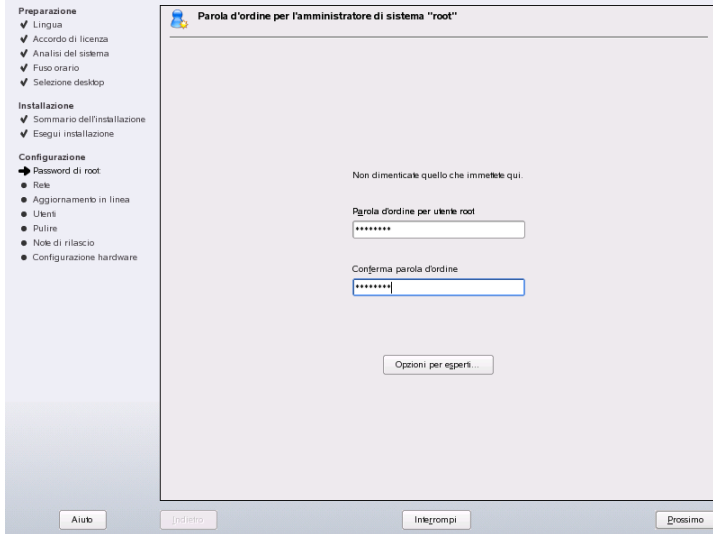 Preparazione
Lingua
Accordo di licenza
Analisi del sistema
Fuso orario
Selezione desktop
Installazione
Sommario dell'installazione
Esegui installazione
Configurazione
Password di root
Rete
Aggiornamento in linea
Utenti
Pulire
Note di rilascio
Configurazione hardware
Parola d'ordine per l'amministratore di sistema "root"
Non dimenticate quello che immettete qui.
Parola d'ordine per utente root
********
Conferma parola d'ordine
********
Opzioni per esperti...
Aiuto
Indietro
Interrompi
Prossimo